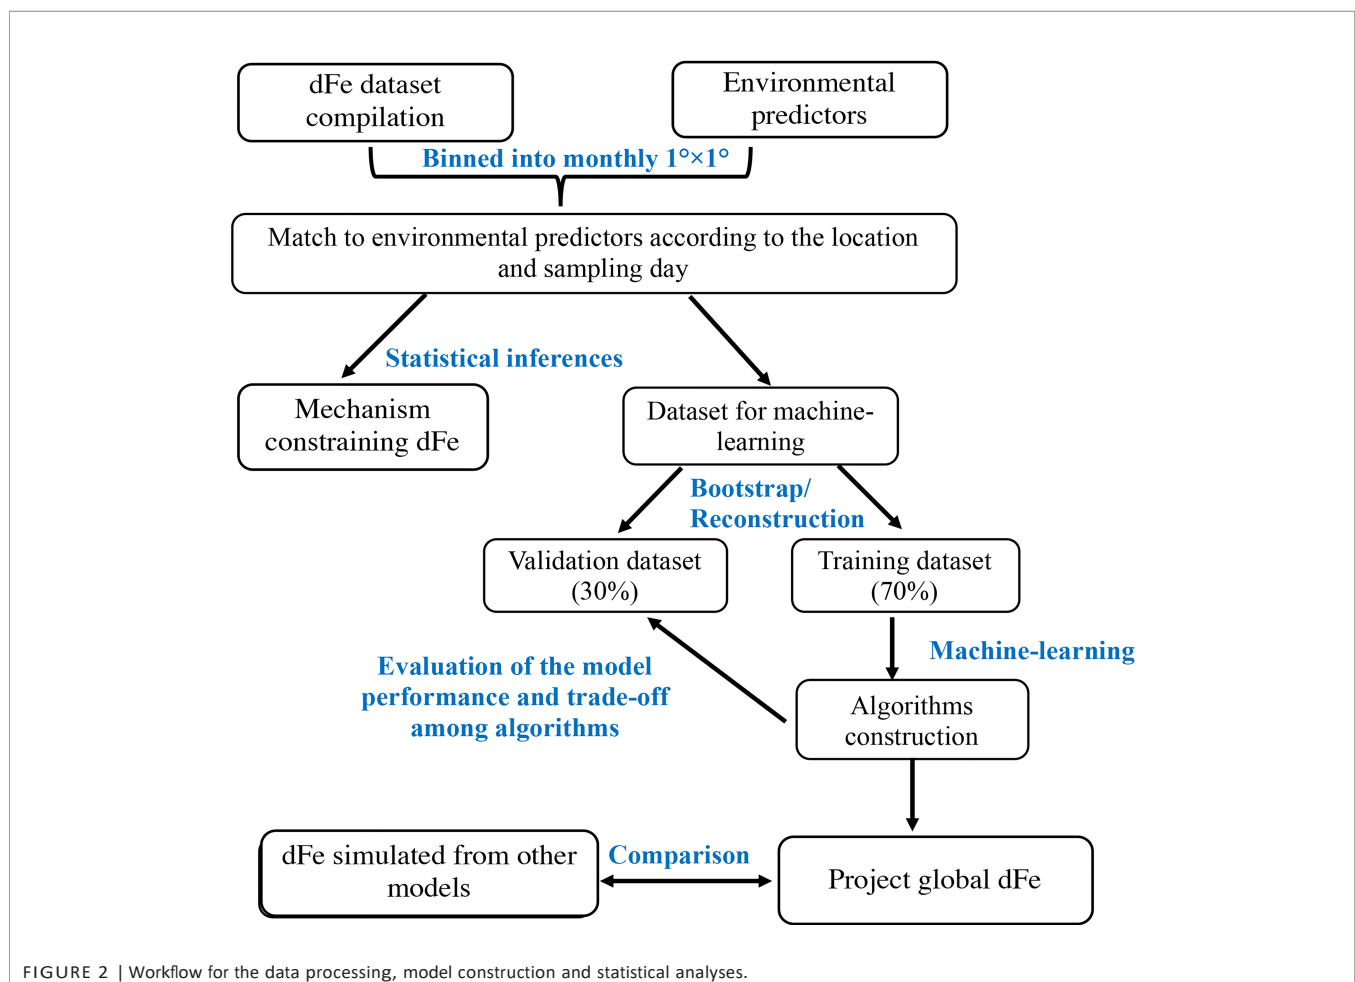 dFe dataset
compilation
Environmental
predictors
Binned into monthly 1°×1°
Match to environmental predictors according to the location
and sampling day
Statistical inferences
Mechanism
constraining dFe
Dataset for machine-
learning
Bootstrap/
Reconstruction
Validation dataset
(30%)
Training dataset
(70%)
Machine-learning
Evaluation of the model
performance and trade-off
among algorithms
Algorithms
construction
dFe simulated from other
models
Comparison
Project global dFe
FIGURE 2 | Workflow for the data processing, model construction and statistical analyses.